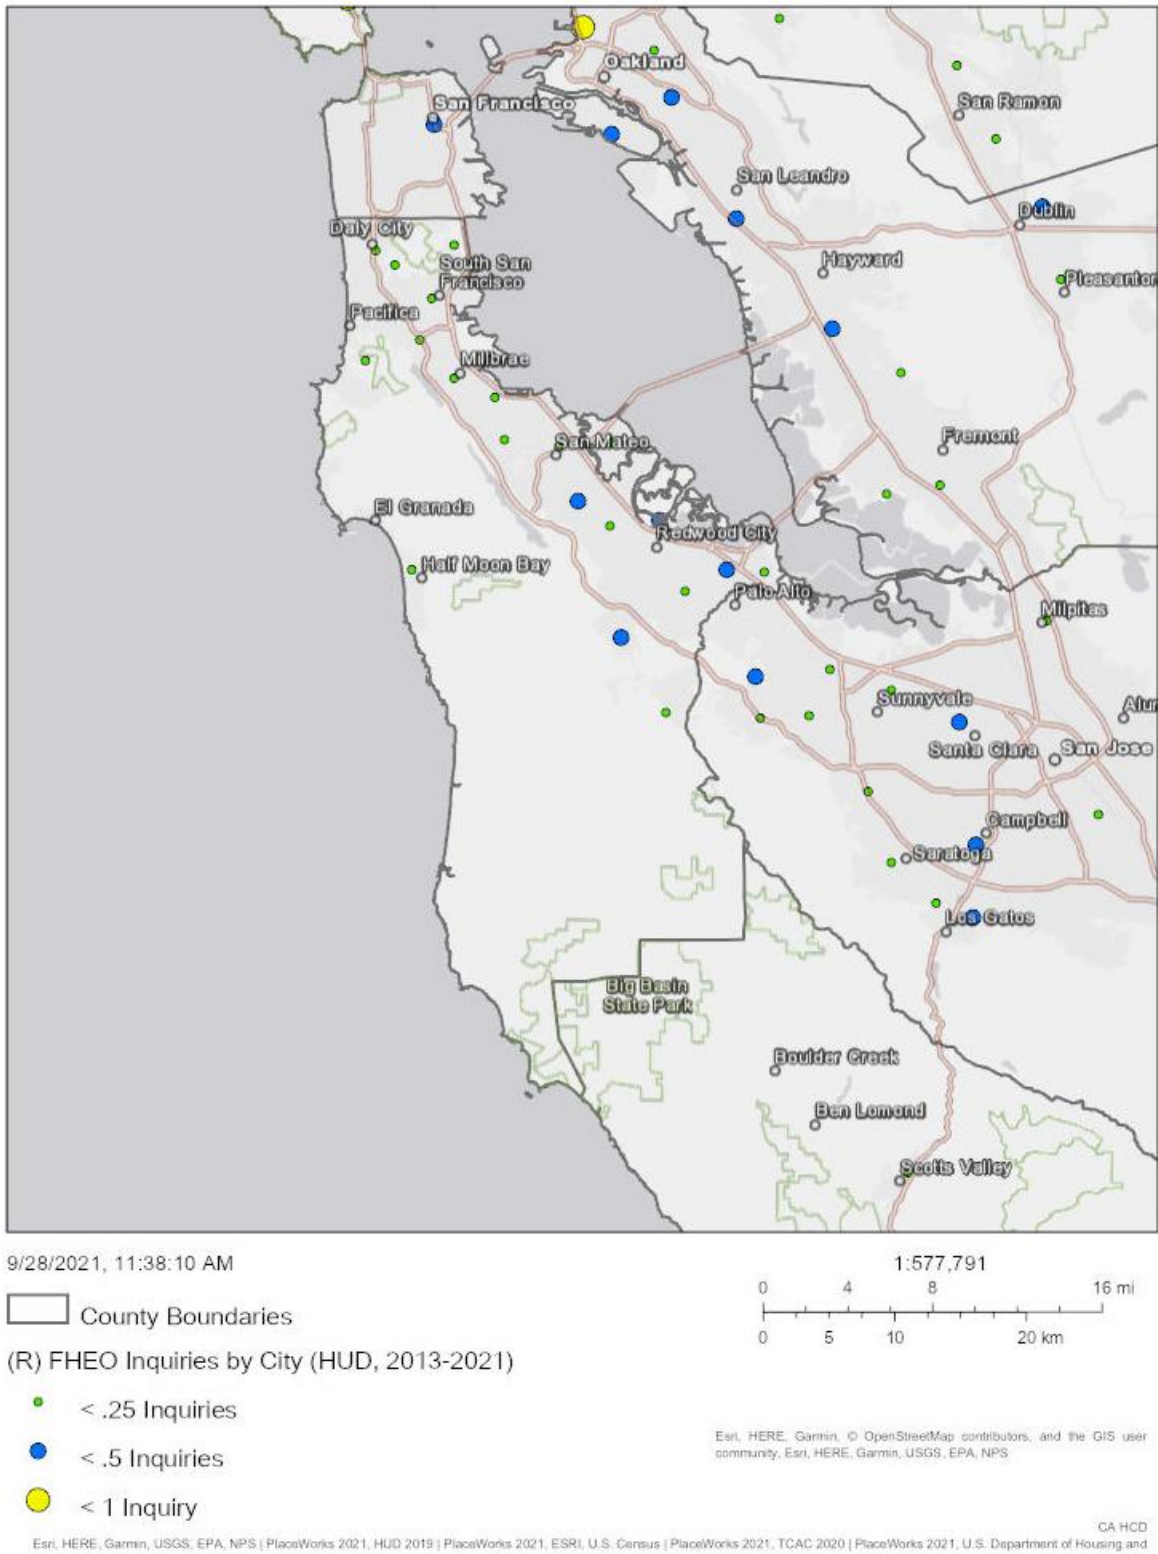 Oakland
San Francisco
San Ramon
San Leandro
Dublin
Daly City
Hayward
South San
Francisco
Pleasanton
Pacifica
Millbrae
Fremont
San Mateo
El Granada
Redwood City
Half Moon Bay
Palo Alto
Milpitas
Sunnyvale
Alur
Santa Clara
San Jose
Campbell
Saratoga
Los Gatos
Big Basin
State Park
Boulder Creek
Ben Lomond
Scotts Valley
9/28/2021, 11:38:10 AM
1:577,791
0 4 8 16 mi
0 5 10 20 km
County Boundaries
(R) FHEO Inquiries by City (HUD, 2013-2021)
< .25 Inquiries
< .5 Inquiries
< 1 Inquiry
Esri, HERE, Garmin, © OpenStreetMap contributors, and the GIS user
community, Esri, HERE, Garmin, USGS, EPA, NPS
CA HCD
Esri, HERE, Garmin, USGS, EPA, NPS | PlaceWorks 2021, HUD 2019 | PlaceWorks 2021, ESRI, U.S. Census | PlaceWorks 2021, TCAC 2020 | PlaceWorks 2021, U.S. Department of Housing and